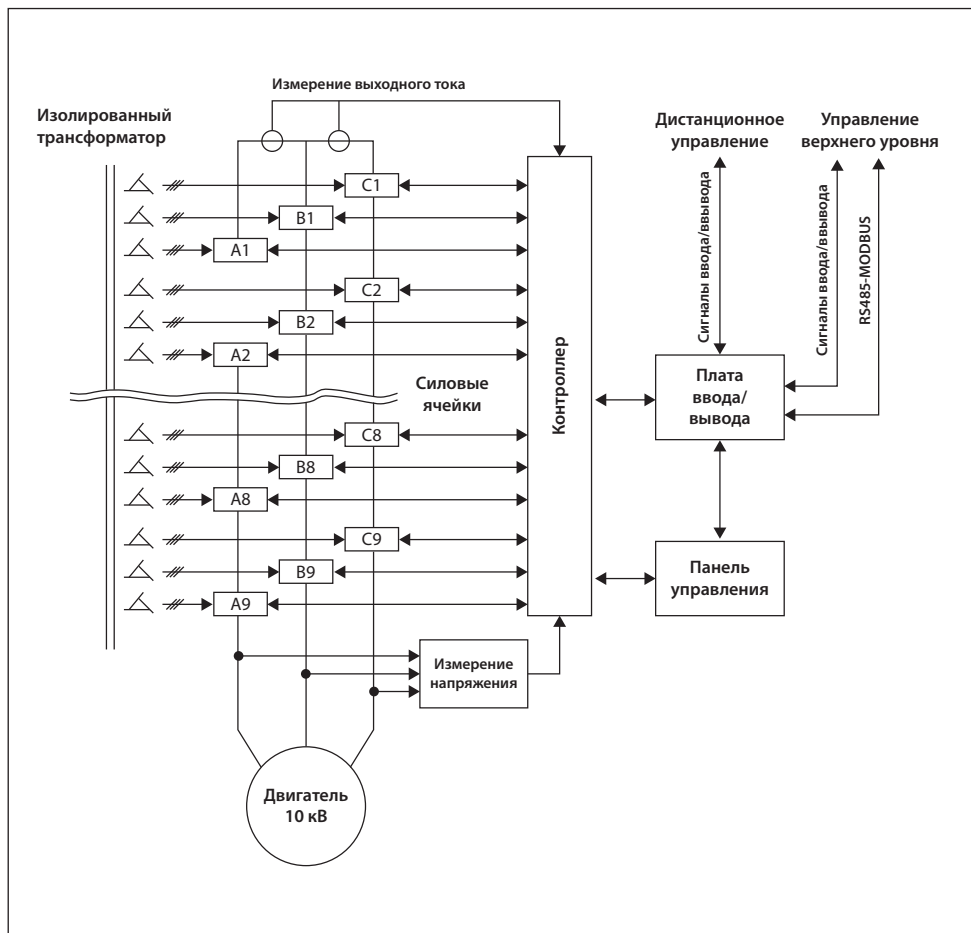 Измерение выходного тока
Изолированный
трансформатор
Дистанционное
управление
Управление
верхнего уровня
C1
B1
A1
C2
B2
A2
Силовые
ячейки
C8
B8
A8
C9
B9
A9
Контроллер
Сигналы ввода/ввывода
Сигналы ввода/ввывода
RS485-MODBUS
Плата
ввода/
вывода
Панель
управления
Измерение
напряжения
Двигатель
10 кВ